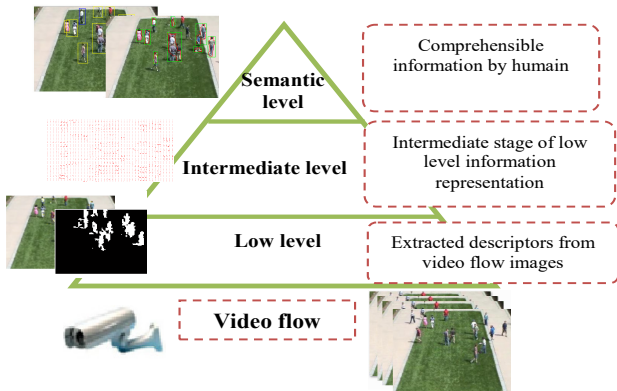 Comprehensible
information by humain
Semantic
level
Intermediate stage of low
level information
representation
Intermediate level
Low level
Extracted descriptors from
video flow images
Video flow